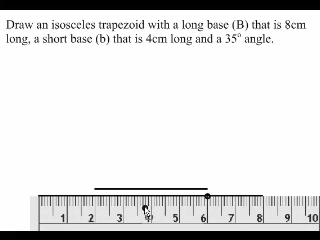 Draw an isosceles trapezoid with a long base (B) that is 8cm
long, a short base (b) that is 4cm long and a 35° angle.
1 2 3 4 5 6 7 8 9 10